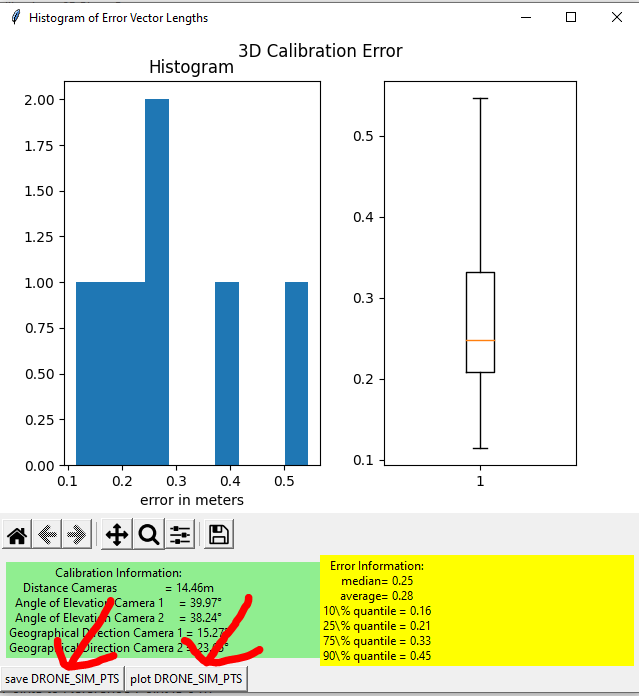 Histogram of Error Vector Lengths
3D Calibration Error
Histogram
2.00
1.75
1.50
1.25
1.00
0.75
0.50
0.25
0.00
0.1 0.2 0.3 0.4 0.5
error in meters
0.5
0.4
0.3
0.2
0.1
1
Calibration Information:
Distance Cameras = 14.46m
Angle of Elevation Camera 1 = 39.97°
Angle of Elevation Camera 2 = 38.24°
Geographical Direction Camera 1 = 15.27°
Geographical Direction Camera 2
Error Information:
median= 0.25
average= 0.28
10\% quantile = 0.16
25\% quantile = 0.21
75\% quantile = 0.33
90\% quantile = 0.45
save DRONE_SIM_PTS
plot DRONE_SIM_PTS